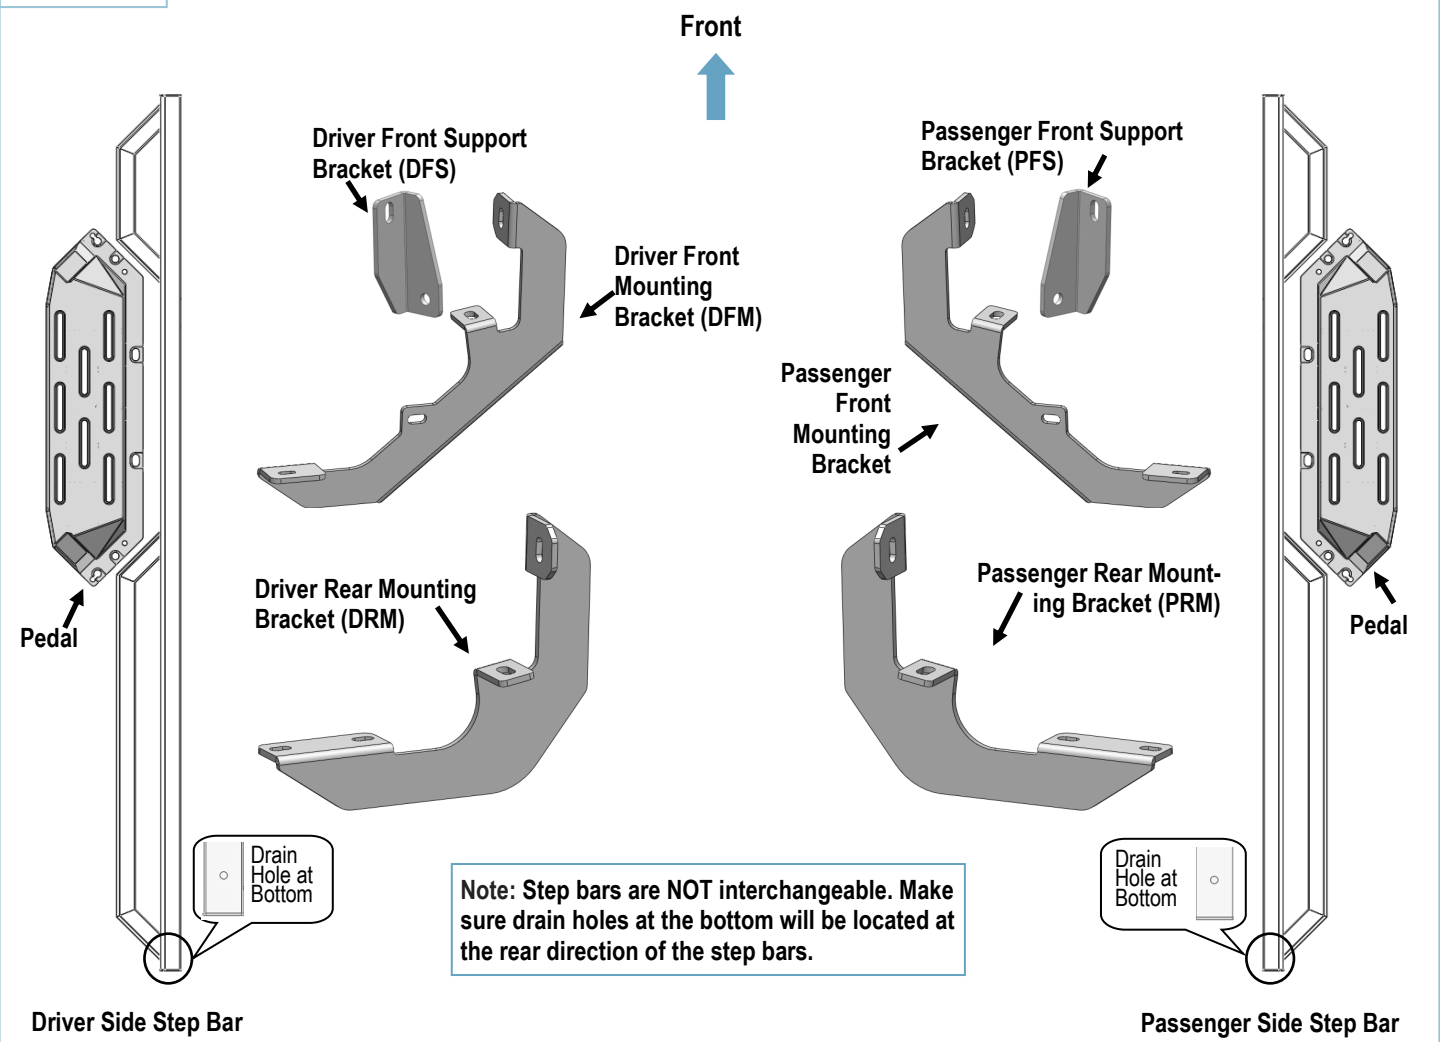 Front
Driver Front Support
Bracket (DFS)
Passenger Front Support
Bracket (PFS)
Driver Front
Mounting
Bracket (DFM)
Passenger
Front
Mounting
Bracket
Driver Rear Mounting
Bracket (DRM)
Passenger Rear Mount-
ing Bracket (PRM)
Pedal
Pedal
Drain
Hole at
Bottom
Drain
Hole at
Bottom
Note: Step bars are NOT interchangeable. Make
sure drain holes at the bottom will be located at
the rear direction of the step bars.
Driver Side Step Bar
Passenger Side Step Bar